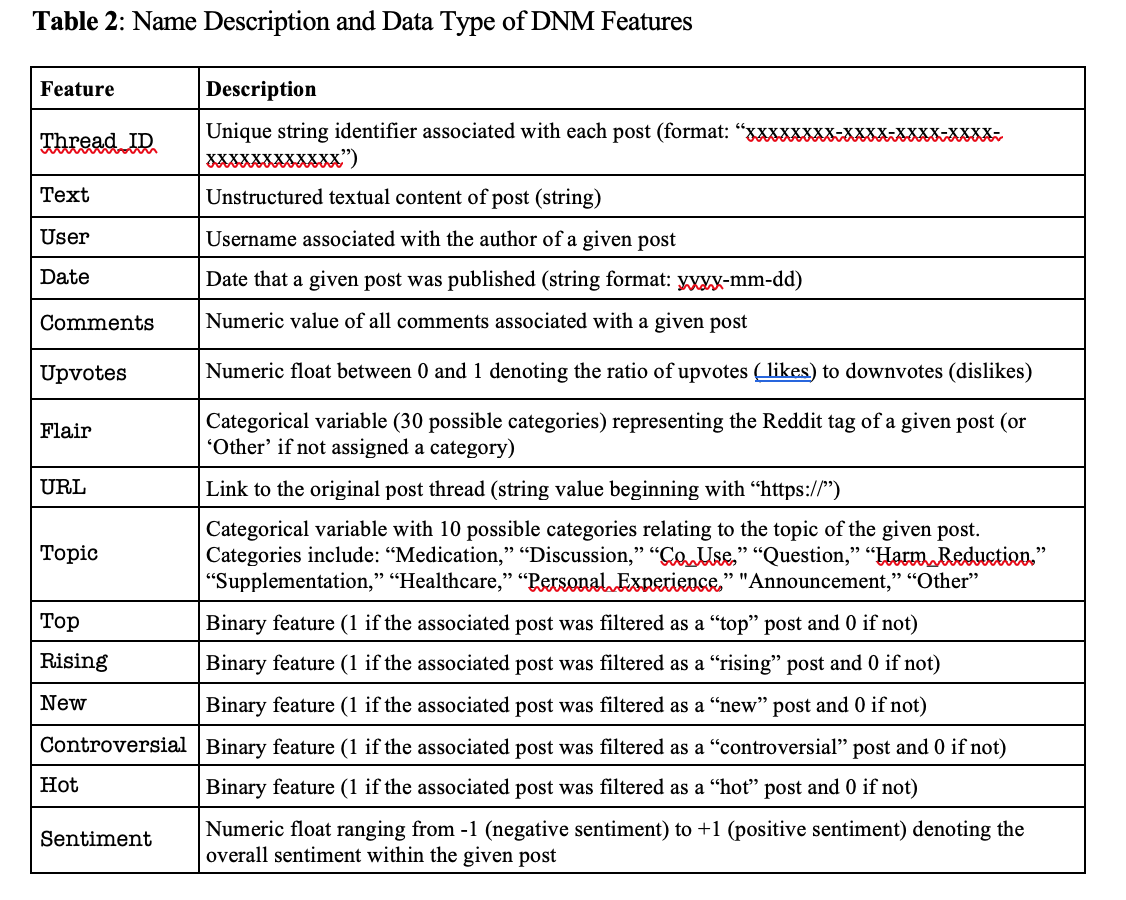 Table 2: Name Description and Data Type of DNM Features
Feature
Description
Thread_ID
Unique string identifier associated with each post (format: “xxxxxxxx-xxxx-xxxx-xxxx-
xxxxxxxxxxxx”)
Text
Unstructured textual content of post (string)
User
Username associated with the author of a given post
Date
Date that a given post was published (string format: yyyy-mm-dd)
Comments
Numeric value of all comments associated with a given post
Upvotes
Numeric float between 0 and 1 denoting the ratio of upvotes ( likes) to downvotes (dislikes)
Flair
Categorical variable (30 possible categories) representing the Reddit tag of a given post (or
‘Other’ if not assigned a category)
URL
Link to the original post thread (string value beginning with “https://”)
Topic
Categorical variable with 10 possible categories relating to the topic of the given post.
Categories include: “Medication,” “Discussion,” “Co_Use,” “Question,” “Harm_Reduction,”
“Supplementation,” “Healthcare,” “Personal_Experience,” "Announcement,” “Other”
Top
Binary feature (1 if the associated post was filtered as a “top” post and 0 if not)
Rising
Binary feature (1 if the associated post was filtered as a “rising” post and 0 if not)
New
Binary feature (1 if the associated post was filtered as a “new” post and 0 if not)
Controversial
Binary feature (1 if the associated post was filtered as a “controversial” post and 0 if not)
Hot
Binary feature (1 if the associated post was filtered as a “hot” post and 0 if not)
Sentiment
Numeric float ranging from -1 (negative sentiment) to +1 (positive sentiment) denoting the
overall sentiment within the given post